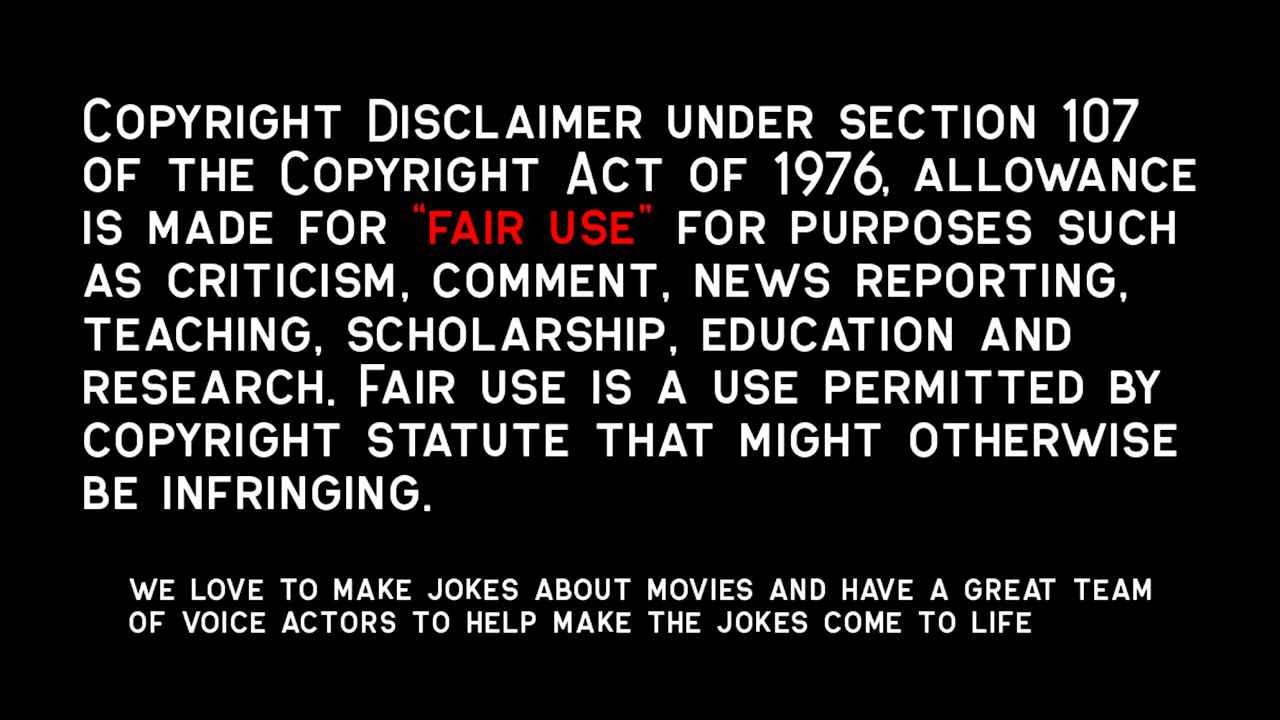 Copyright Disclaimer under section 107
of the Copyright Act of 1976, allowance
is made for “fair use” for purposes such
as criticism, comment, news reporting,
teaching, scholarship, education and
research. Fair use is a use permitted by
copyright statute that might otherwise
be infringing.
we love to make jokes about movies and have a great team
of voice actors to help make the jokes come to life